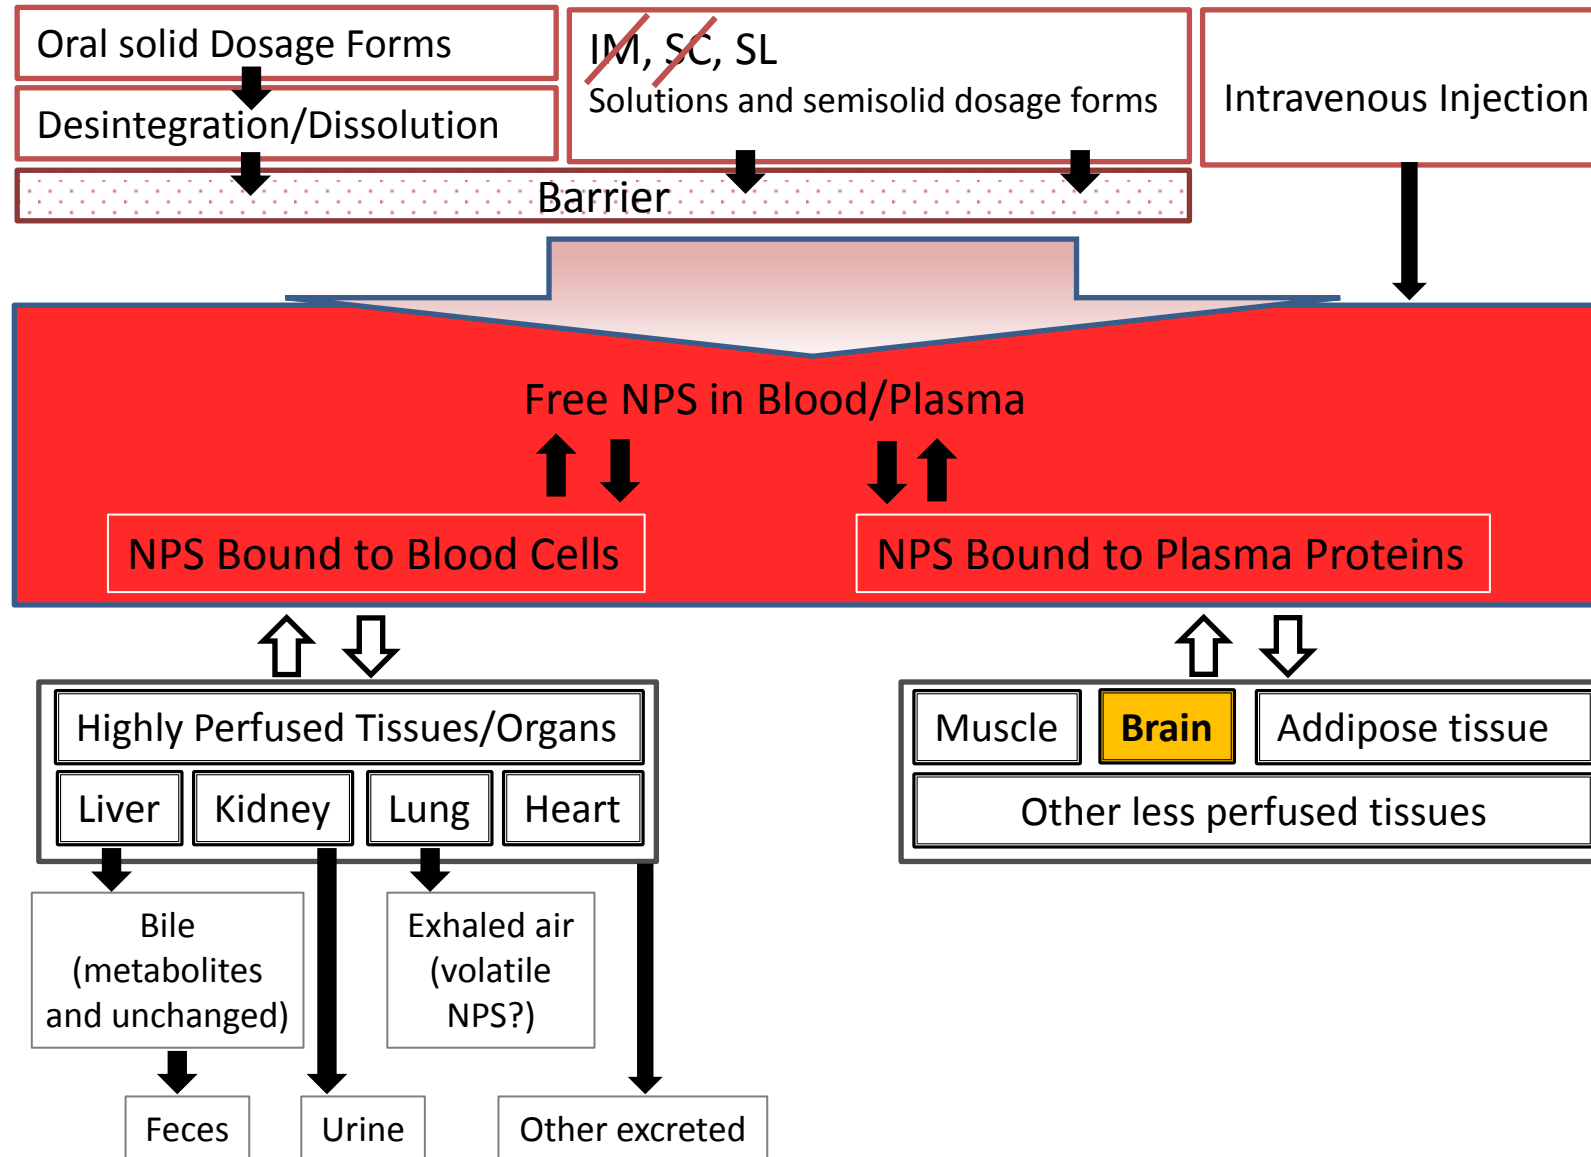 Oral solid Dosage Forms
Desintegration/Dissolution
IM, SC, SL
Solutions and semisolid dosage forms
Intravenous Injection
Barrier
Free NPS in Blood/Plasma
NPS Bound to Blood Cells
NPS Bound to Plasma Proteins
Highly Perfused Tissues/Organs
Liver
Kidney
Lung
Heart
Muscle
Brain
Addipose tissue
Other less perfused tissues
Bile
(metabolites
and unchanged)
Exhaled air
(volatile
NPS?)
Feces
Urine
Other excreted